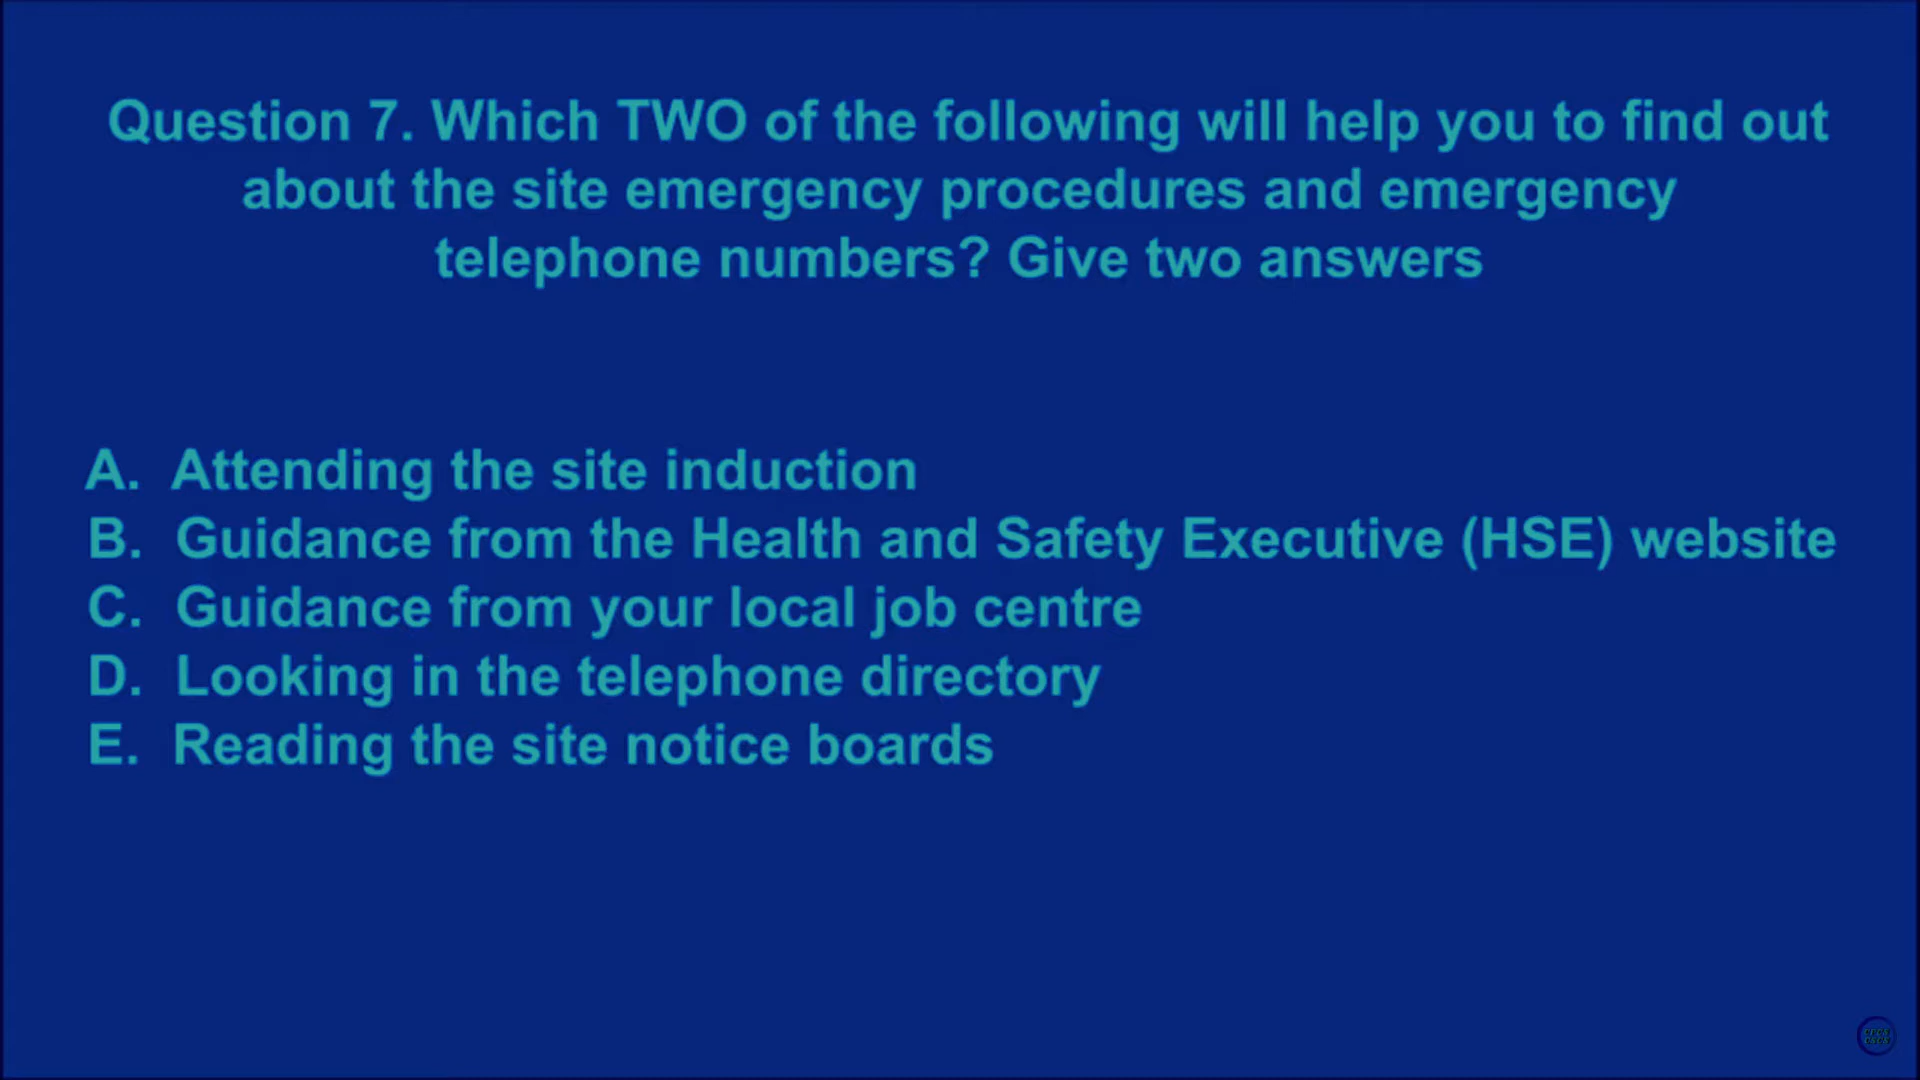 Question 7. Which TWO of the following will help you to find out
about the site emergency procedures and emergency
telephone numbers? Give two answers
A. Attending the site induction
B. Guidance from the Health and Safety Executive (HSE) website
C. Guidance from your local job centre
D. Looking in the telephone directory
E. Reading the site notice boards